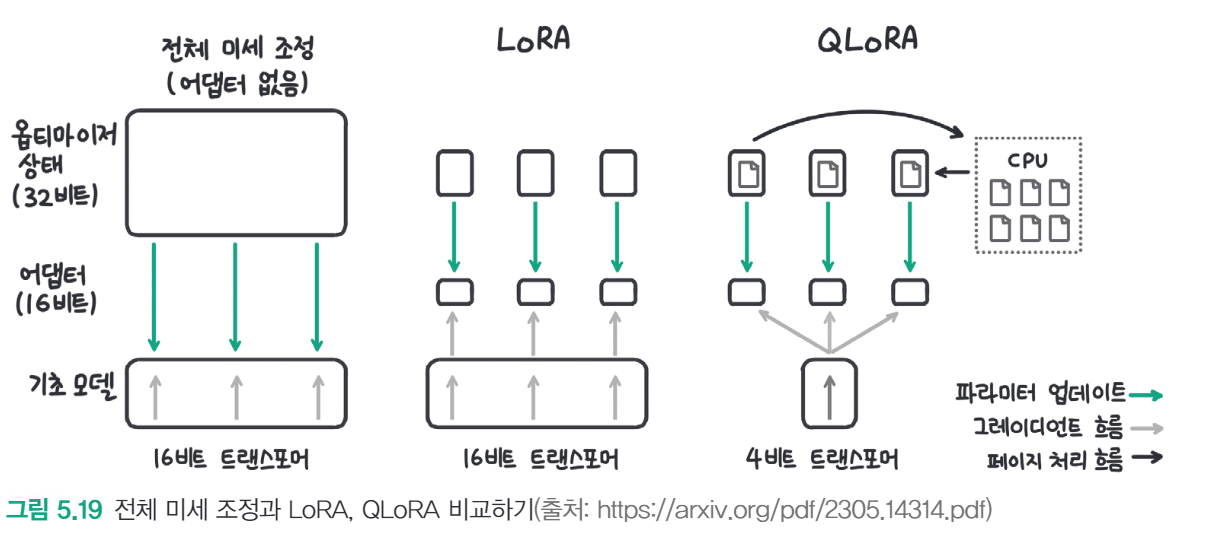 전체 미세 조정
(어댑터 없음)
LoRA
QLoRA
옵티마이저
상태
(32비트)
CPU
어댑터
(16비트)
기초 모델
16비트 트랜스포머
16비트 트랜스포머
4비트 트랜스포머
파라미터 업데이트
그레이디언트 흐름
페이지 처리 흐름
그림 5.19 전체 미세 조정과 LoRA, QLoRA 비교하기(출처: https://arxiv.org/pdf/2305.14314.pdf)